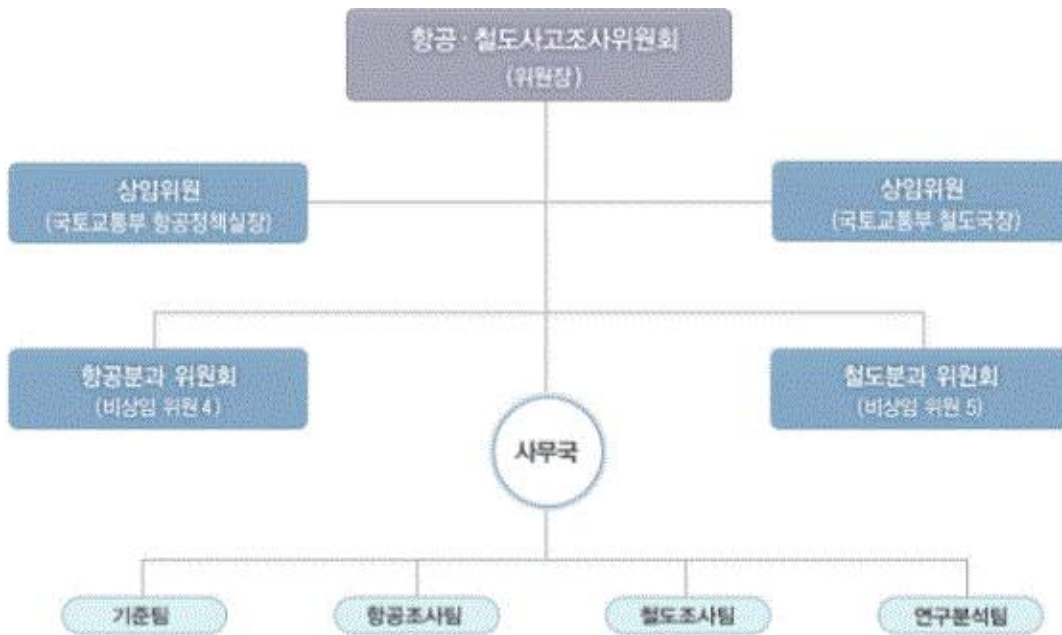 항공·철도사고조사위원회
(위원장)
상임위원
(국토교통부 항공정책실장)
상임위원
(국토교통부 철도국장)
항공분과 위원회
(비상임 위원 4)
철도분과 위원회
(비상임 위원 5)
사무국
기준팀
항공조사팀
철도조사팀
연구분석팀